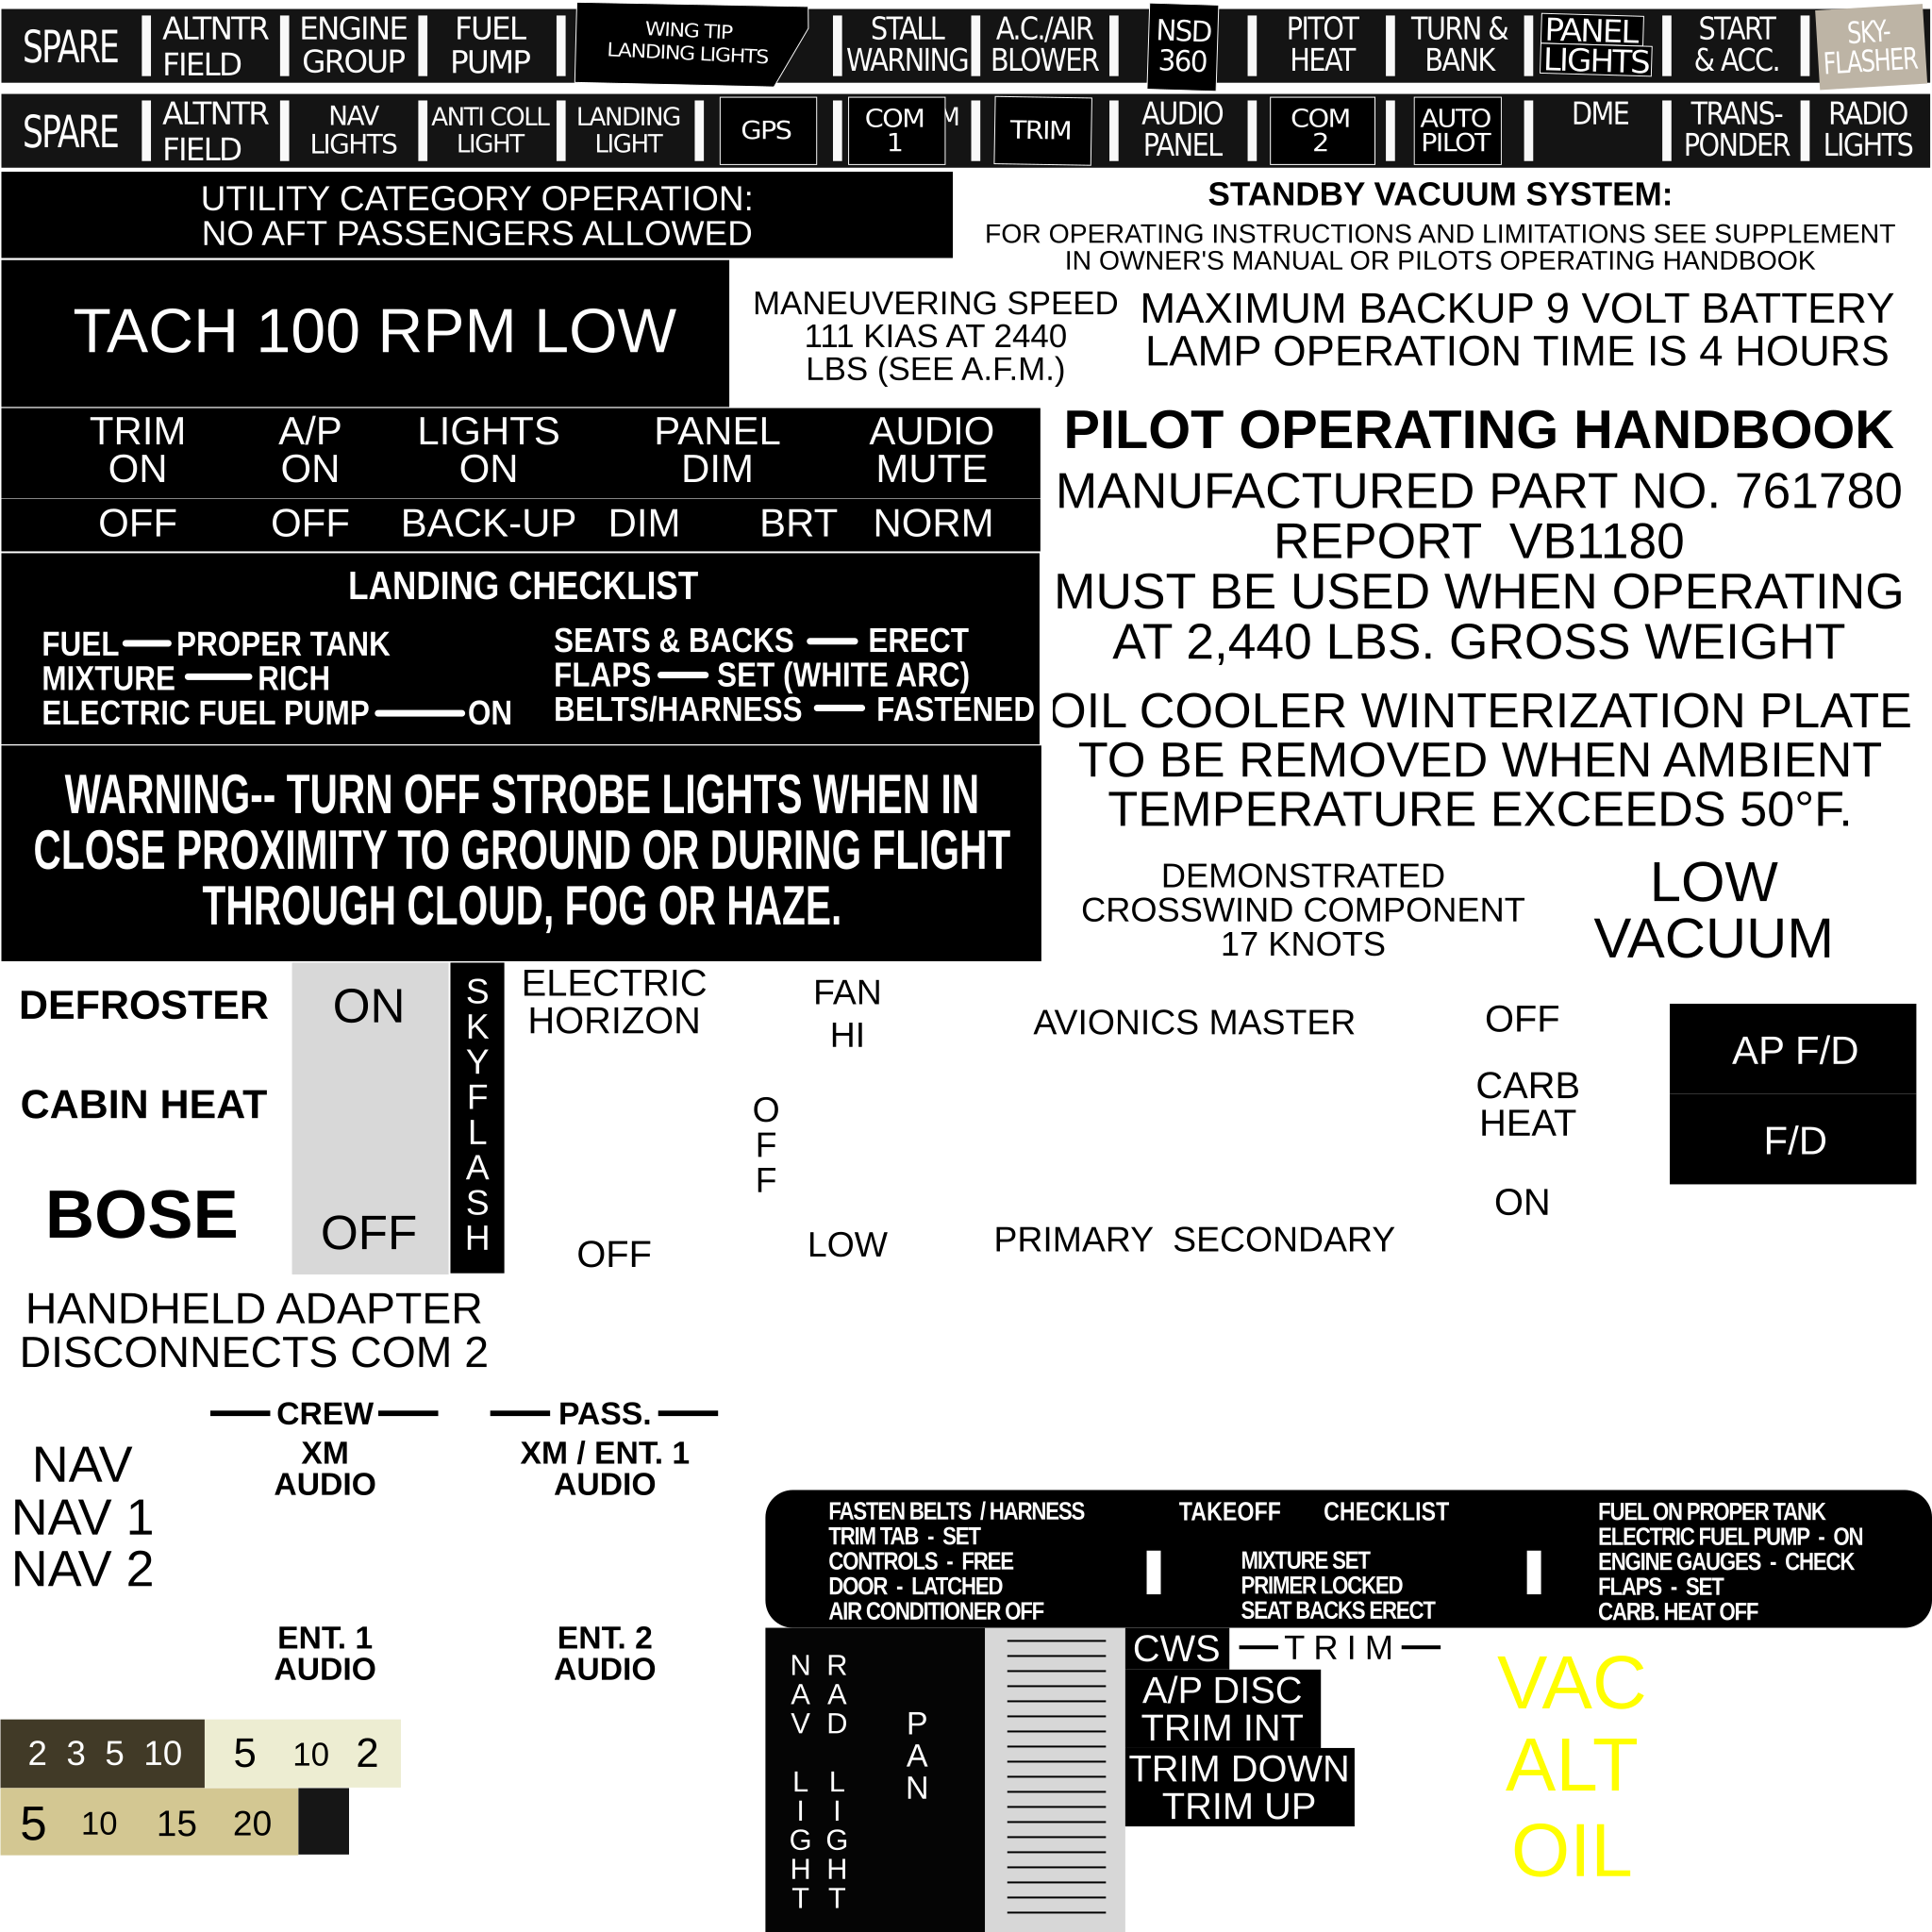 SPARE
ALTNTR
FIELD
ENGINE
GROUP
FUEL
PUMP
WING TIP
LANDING LIGHTS
STALL
WARNING
A.C./AIR
BLOWER
NSD
360
PITOT
HEAT
TURN &
BANK
PANEL
LIGHTS
START
& ACC.
SKY-
FLASHER
SPARE
ALTNTR
FIELD
NAV
LIGHTS
ANTI COLL
LIGHT
LANDING
LIGHT
GPS
COM
1
TRIM
AUDIO
PANEL
COM
2
AUTO
PILOT
DME
TRANS-
PONDER
RADIO
LIGHTS
UTILITY CATEGORY OPERATION:
NO AFT PASSENGERS ALLOWED
STANDBY VACUUM SYSTEM:
FOR OPERATING INSTRUCTIONS AND LIMITATIONS SEE SUPPLEMENT
IN OWNER'S MANUAL OR PILOTS OPERATING HANDBOOK
TACH 100 RPM LOW
MANEUVERING SPEED
111 KIAS AT 2440
LBS (SEE A.F.M.)
MAXIMUM BACKUP 9 VOLT BATTERY
LAMP OPERATION TIME IS 4 HOURS
TRIM
ON
A/P
ON
LIGHTS
ON
PANEL
DIM
AUDIO
MUTE
OFF OFF BACK-UP DIM BRT NORM
PILOT OPERATING HANDBOOK
MANUFACTURED PART NO. 761780
REPORT VB1180
MUST BE USED WHEN OPERATING
AT 2,440 LBS. GROSS WEIGHT
LANDING CHECKLIST
FUEL — PROPER TANK
MIXTURE — RICH
ELECTRIC FUEL PUMP — ON
SEATS & BACKS — ERECT
FLAPS — SET (WHITE ARC)
BELTS/HARNESS — FASTENED
OIL COOLER WINTERIZATION PLATE
TO BE REMOVED WHEN AMBIENT
TEMPERATURE EXCEEDS 50°F.
WARNING-- TURN OFF STROBE LIGHTS WHEN IN
CLOSE PROXIMITY TO GROUND OR DURING FLIGHT
THROUGH CLOUD, FOG OR HAZE.
DEMONSTRATED
CROSSWIND COMPONENT
17 KNOTS
LOW
VACUUM
DEFROSTER
CABIN HEAT
BOSE
ON
OFF
SKYFLASH
ELECTRIC
HORIZON
OFF
FAN
HI
OFF
LOW
AVIONICS MASTER
PRIMARY SECONDARY
OFF
CARB
HEAT
ON
AP F/D
F/D
HANDHELD ADAPTER
DISCONNECTS COM 2
NAV
NAV 1
NAV 2
— CREW —
XM
AUDIO
ENT. 1
AUDIO
— PASS. —
XM / ENT. 1
AUDIO
ENT. 2
AUDIO
FASTEN BELTS / HARNESS
TRIM TAB - SET
CONTROLS - FREE
DOOR - LATCHED
AIR CONDITIONER OFF
TAKEOFF CHECKLIST
MIXTURE SET
PRIMER LOCKED
SEAT BACKS ERECT
FUEL ON PROPER TANK
ELECTRIC FUEL PUMP - ON
ENGINE GAUGES - CHECK
FLAPS - SET
CARB. HEAT OFF
2 3 5 10
5 10 2
5 10 15 20
NAV LIGHT
RAD LIGHT
PAN
CWS
— TRIM —
A/P DISC
TRIM INT
TRIM DOWN
TRIM UP
VAC
ALT
OIL